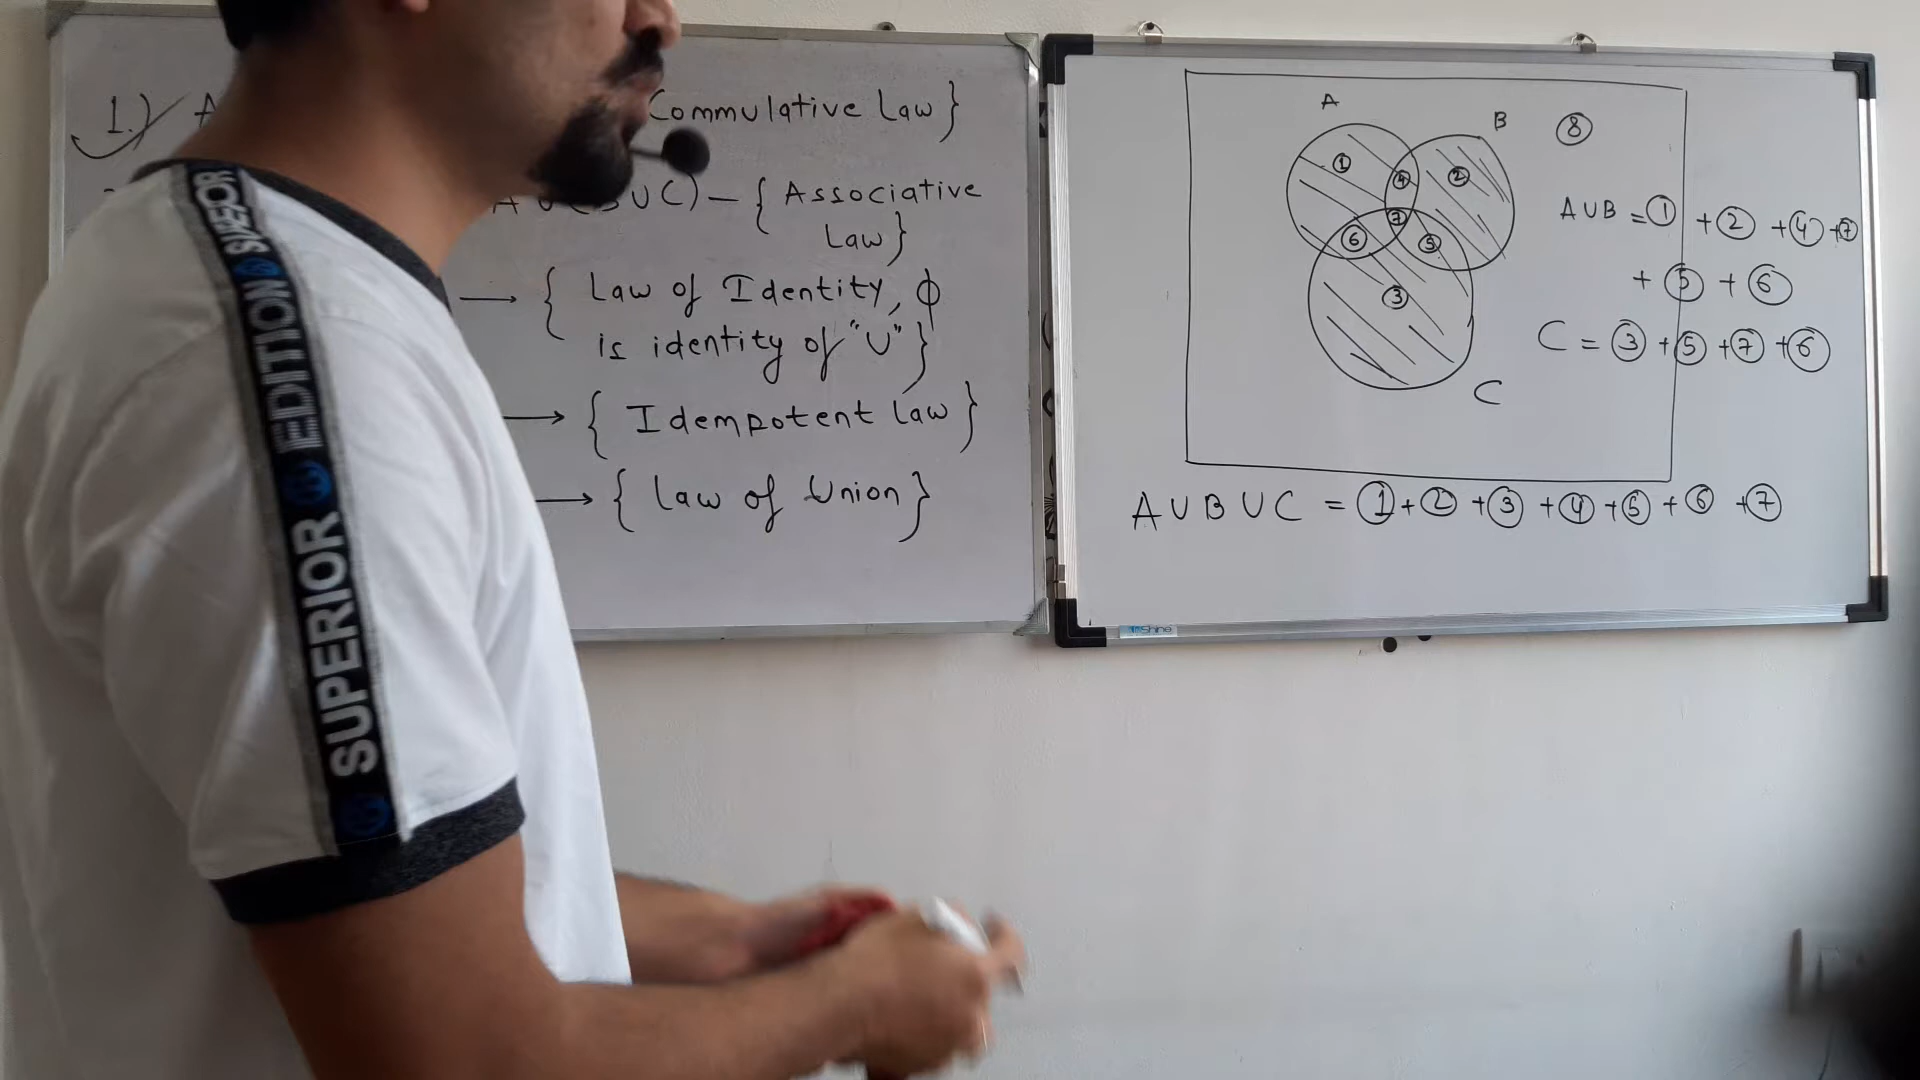 1.) A
Commulative Law}
A U (B U C) – { Associative
Law }
→ { Law of Identity, ϕ
is identity of "U" }
→ { Idempotent Law }
→ { Law of Union }
A
B
⑧
①
④
②
⑦
⑥
⑤
③
C
A U B = ① + ② + ④ + ⑦
+ ⑤ + ⑥
C = ③ + ⑤ + ⑦ + ⑥
A U B U C = ① + ② + ③ + ④ + ⑤ + ⑥ + ⑦
SUPERIOR EDITION